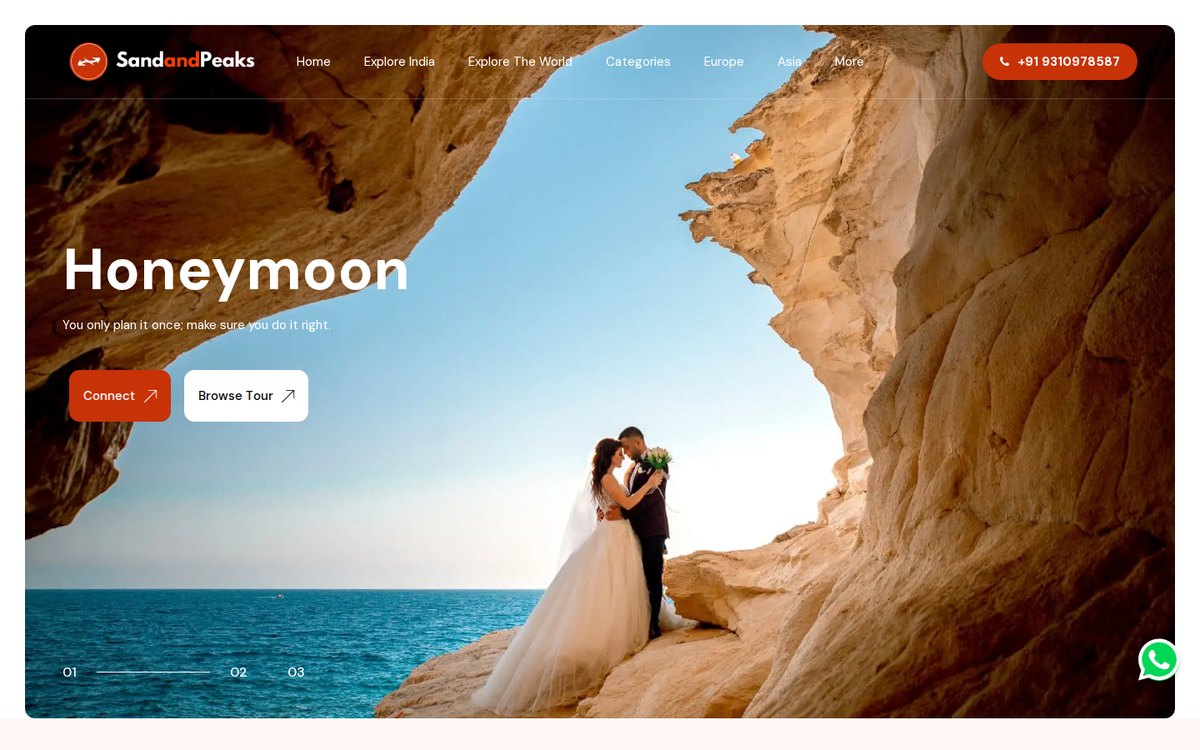 SandandPeaks
Home
Explore India
Explore The World
Categories
Europe
Asia
More
+91 9310978587
Honeymoon
You only plan it once; make sure you do it right.
Connect
Browse Tour
01
02
03